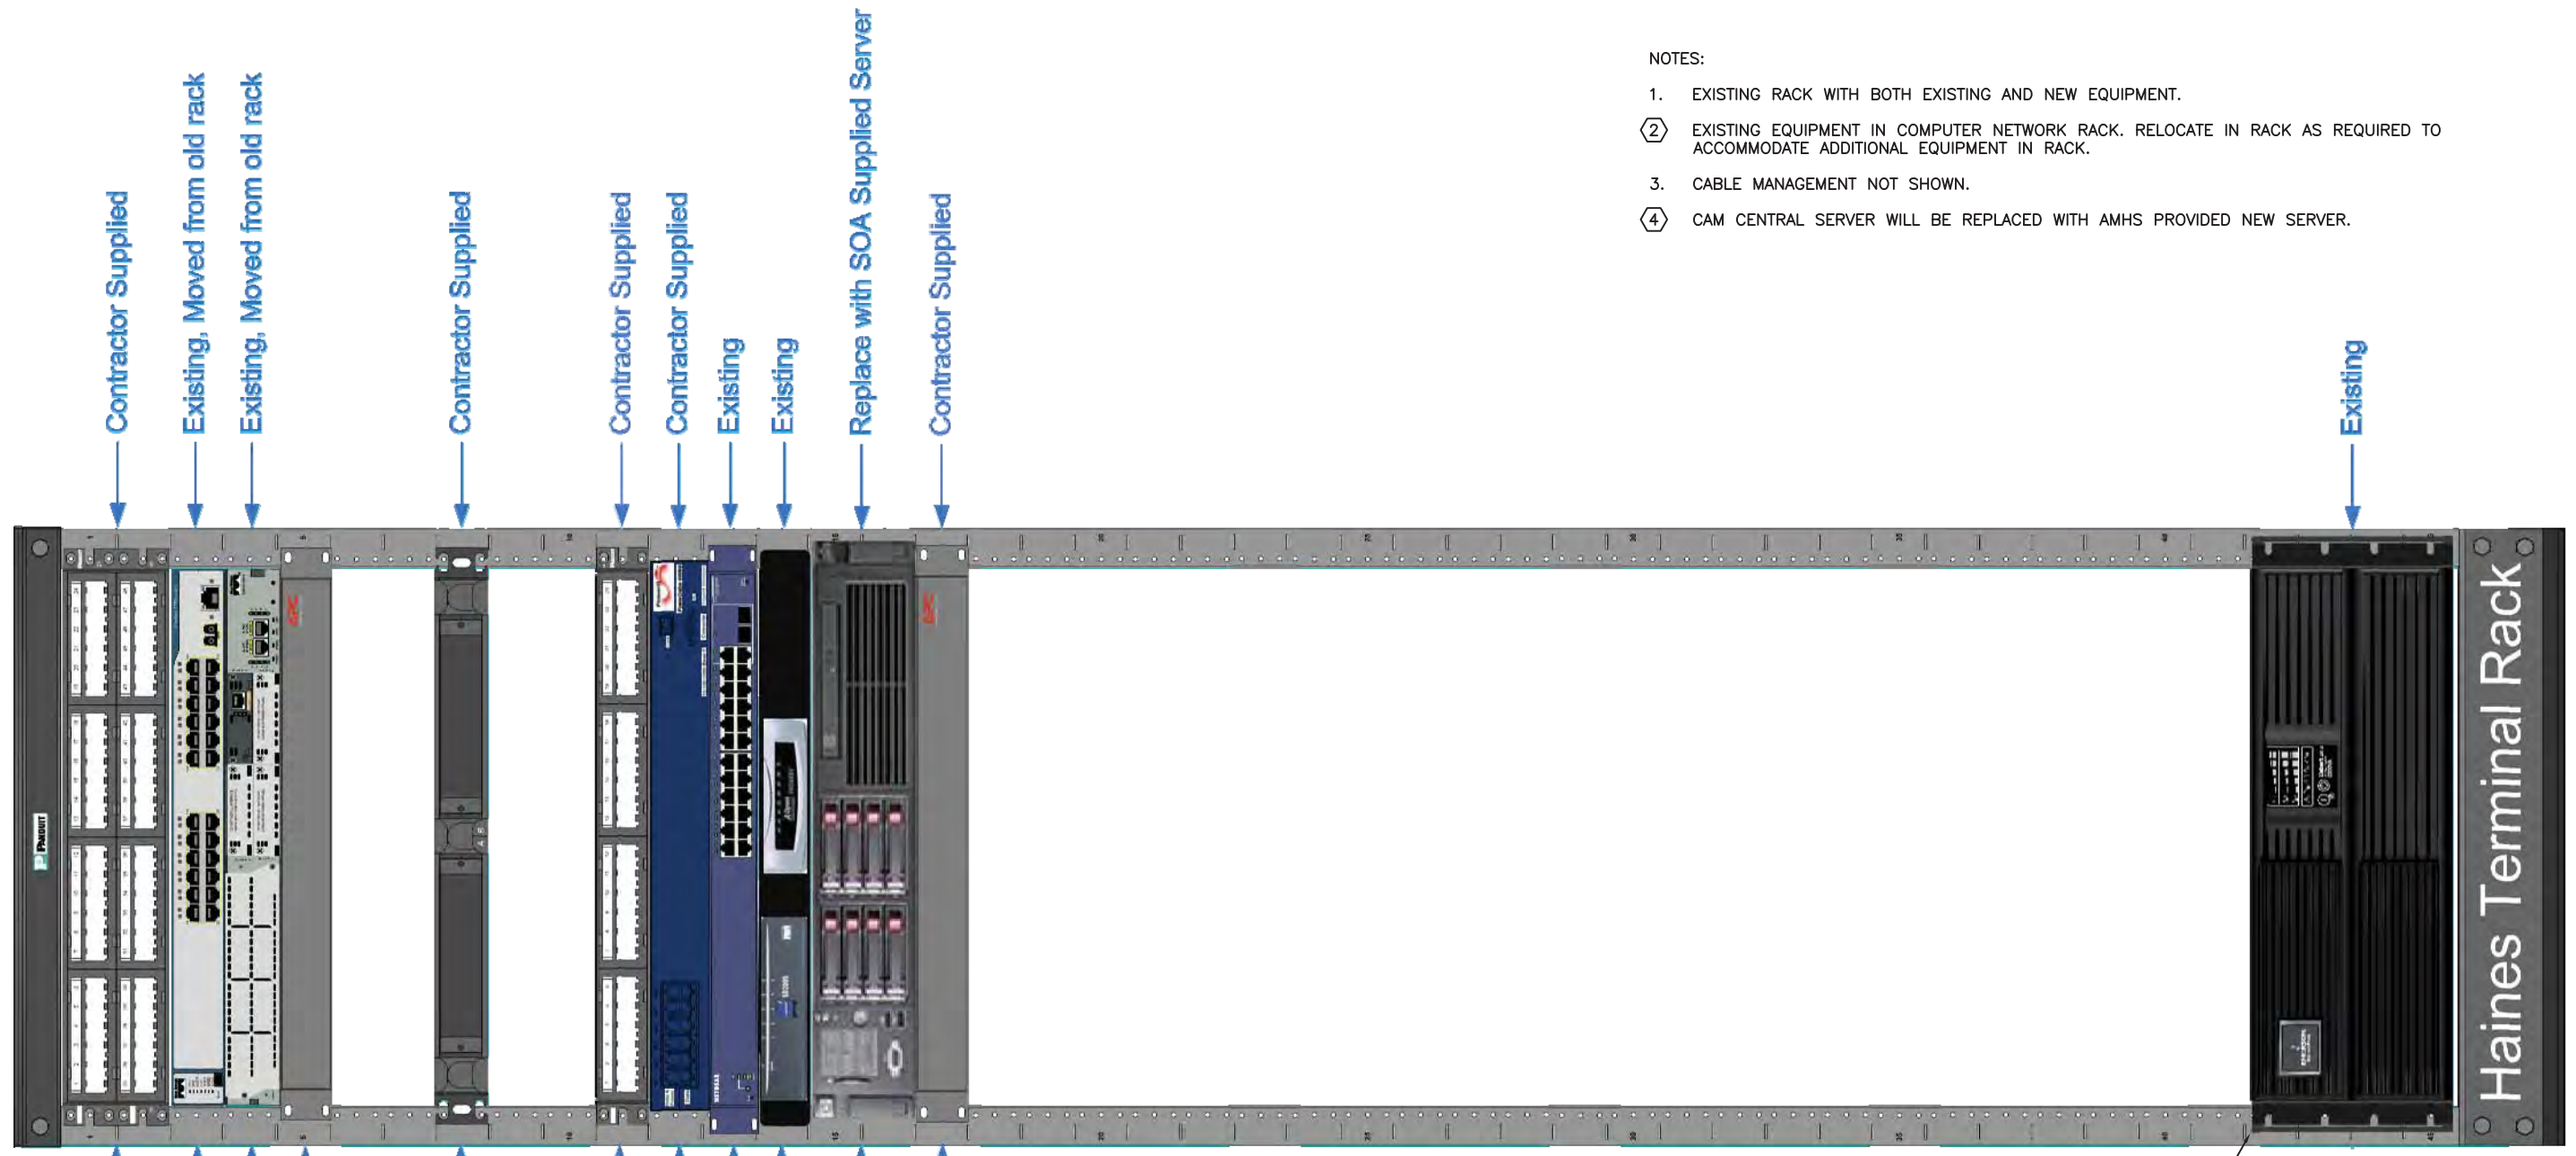 NOTES:
1. EXISTING RACK WITH BOTH EXISTING AND NEW EQUIPMENT.
2 EXISTING EQUIPMENT IN COMPUTER NETWORK RACK. RELOCATE IN RACK AS REQUIRED TO
ACCOMMODATE ADDITIONAL EQUIPMENT IN RACK.
3. CABLE MANAGEMENT NOT SHOWN.
4 CAM CENTRAL SERVER WILL BE REPLACED WITH AMHS PROVIDED NEW SERVER.
Contractor Supplied
Existing, Moved from old rack
Existing, Moved from old rack
Contractor Supplied
Contractor Supplied
Contractor Supplied
Existing
Existing
Replace with SOA Supplied Server
Contractor Supplied
Existing
PANDUIT
APC
APC
Haines Terminal Rack